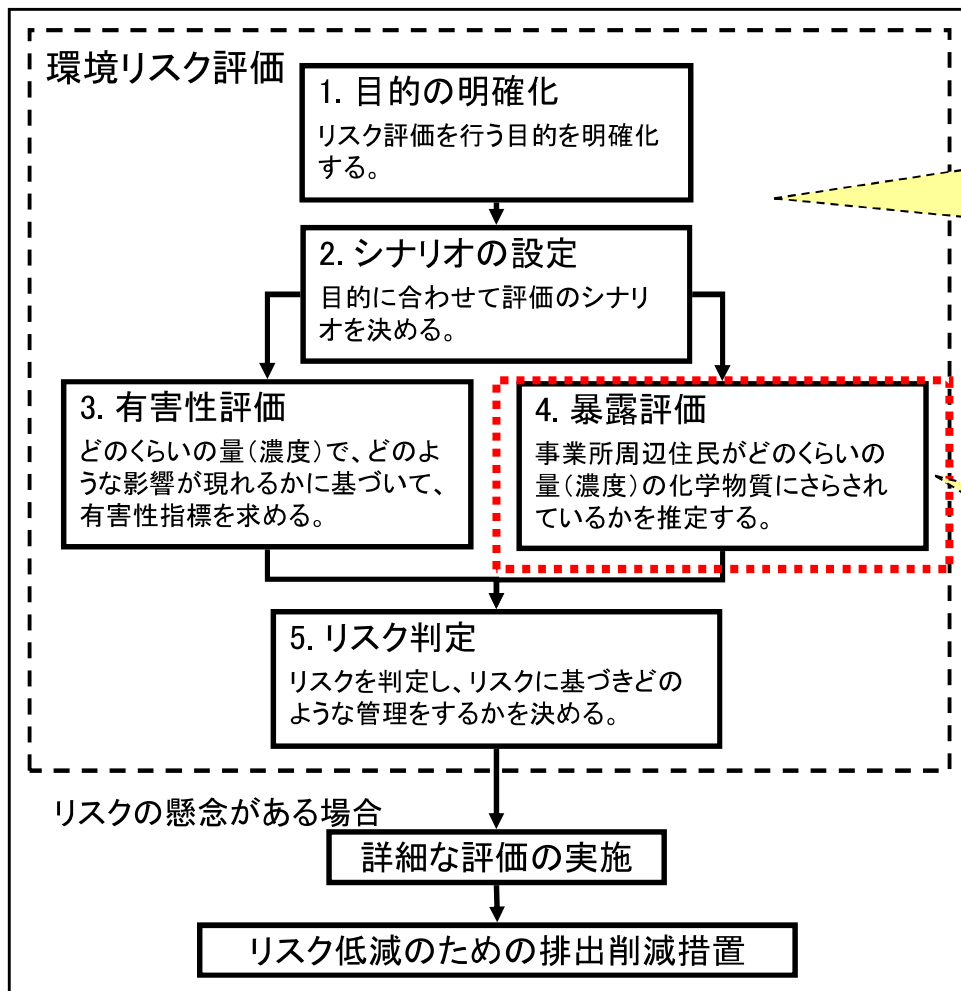 環境リスク評価
1. 目的の明確化
リスク評価を行う目的を明確化
する。
2. シナリオの設定
目的に合わせて評価のシナリ
オを決める。
3. 有害性評価
どのくらいの量(濃度)で、どのよ
うな影響が現れるかに基づいて、
有害性指標を求める。
4. 暴露評価
事業所周辺住民がどのくらいの
量(濃度)の化学物質にさらされ
ているかを推定する。
5. リスク判定
リスクを判定し、リスクに基づきどの
ような管理をするかを決める。
リスクの懸念がある場合
詳細な評価の実施
リスク低減のための排出削減措置